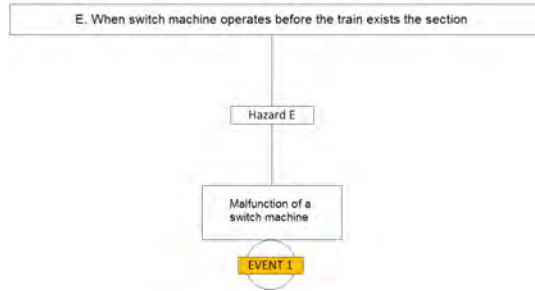 E. When switch machine operates before the train exists the section
Hazard E
Malfunction of a
switch machine
EVENT 1